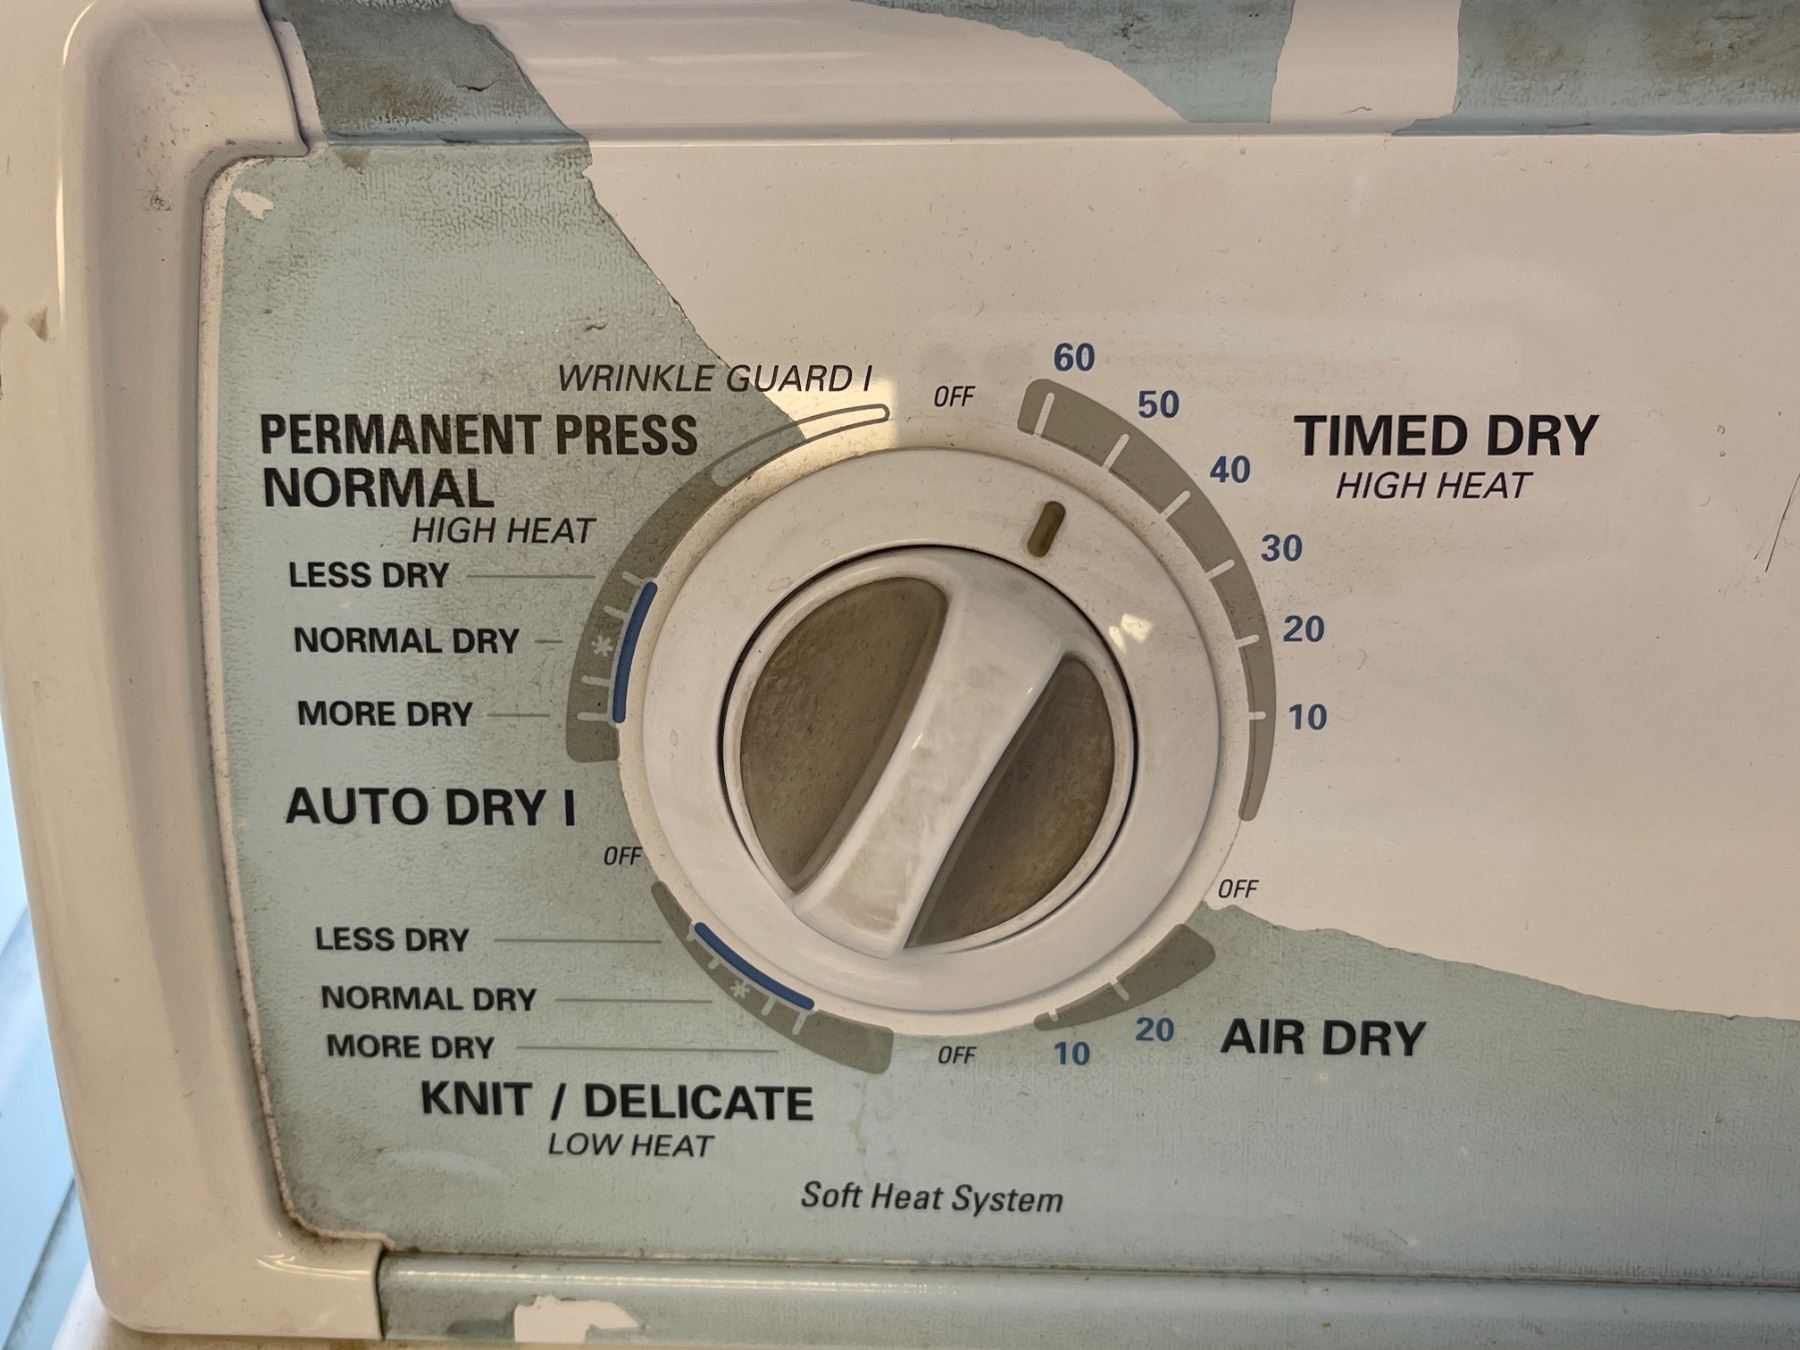 WRINKLE GUARD I
OFF
60
50
40
30
20
10
TIMED DRY
HIGH HEAT
PERMANENT PRESS
NORMAL
HIGH HEAT
LESS DRY
NORMAL DRY
*
MORE DRY
AUTO DRY I
OFF
OFF
LESS DRY
NORMAL DRY
*
MORE DRY
KNIT / DELICATE
LOW HEAT
OFF
10
20
AIR DRY
Soft Heat System